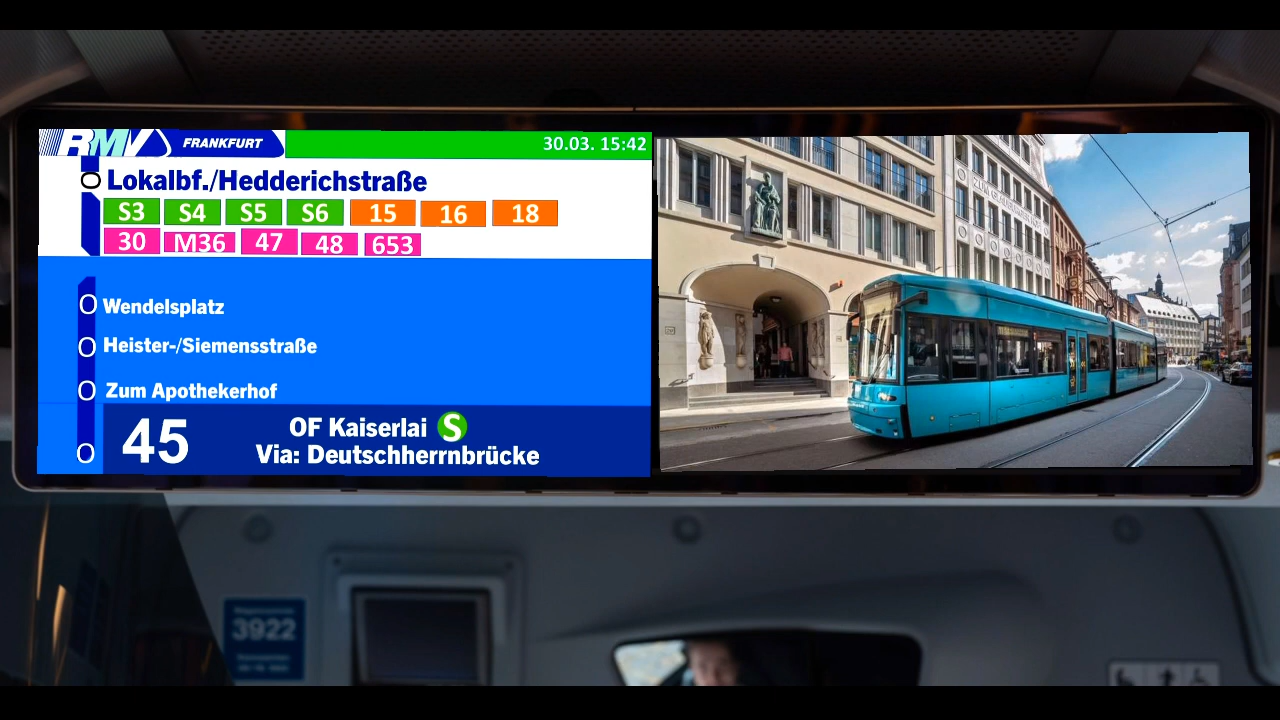 RMV FRANKFURT 30.03. 15:42
Lokalbf./Hedderichstraße
S3 S4 S5 S6 15 16 18
30 M36 47 48 653
Wendelsplatz
Heister-/Siemensstraße
Zum Apothekerhof
45 OF Kaiserlai S
Via: Deutschherrnbrücke
3922